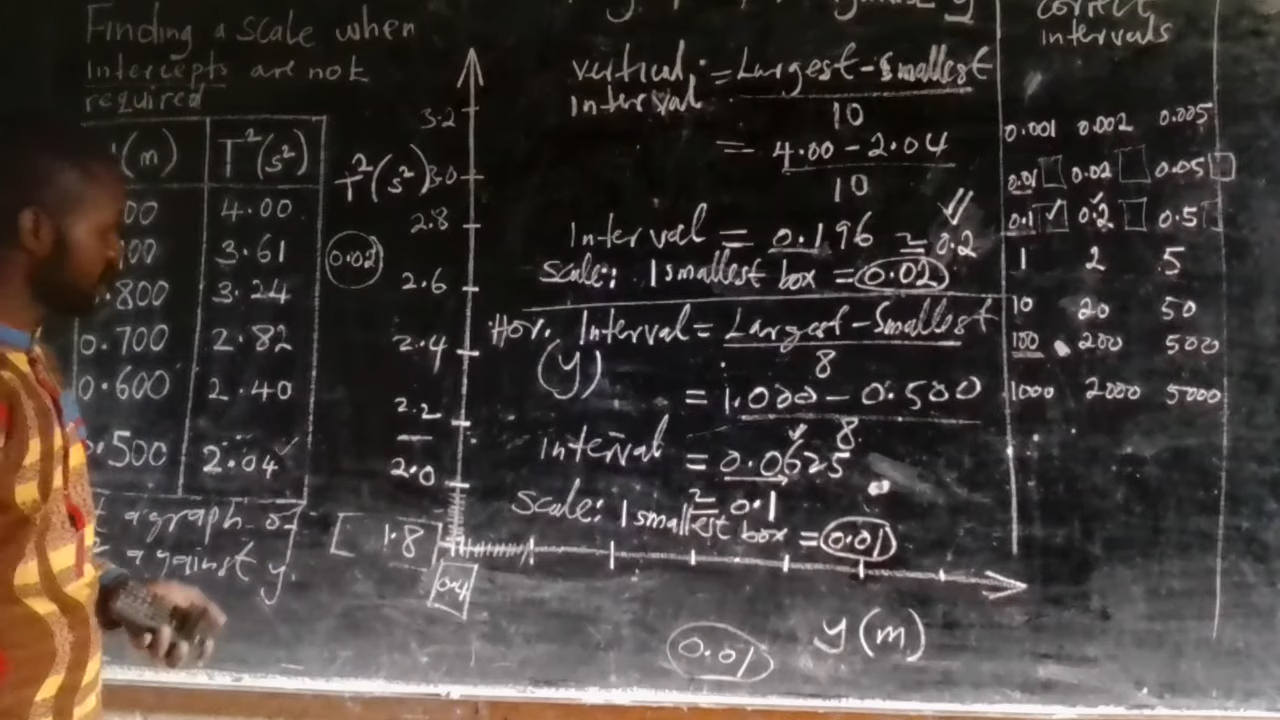 Finding a scale when
Intercepts are not
required
(m) T²(s²)
00 4.00
00 3.61
.800 3.24
0.700 2.82
0.600 2.40
0.500 2.04
a graph of
against y.
0.02
T²(s²)
3.2
3.0
2.8
2.6
2.4
2.2
2.0
1.8
0.4
vertical = Largest - Smallest
interval
10
= 4.00 - 2.04
10
Interval = 0.196 ≃ 0.2
scale: 1 smallest box = 0.02
Hor. Interval = Largest - Smallest
(y) 8
= 1.000 - 0.500
8
interval = 0.0625
≃ 0.1
scale: 1 smallest box = 0.01
y(m)
0.01
correct
intervals
0.001 0.002 0.005
0.01 0.02 0.05
0.1 ✓ 0.2 0.5
1 2 5
10 20 50
100 200 500
1000 2000 5000